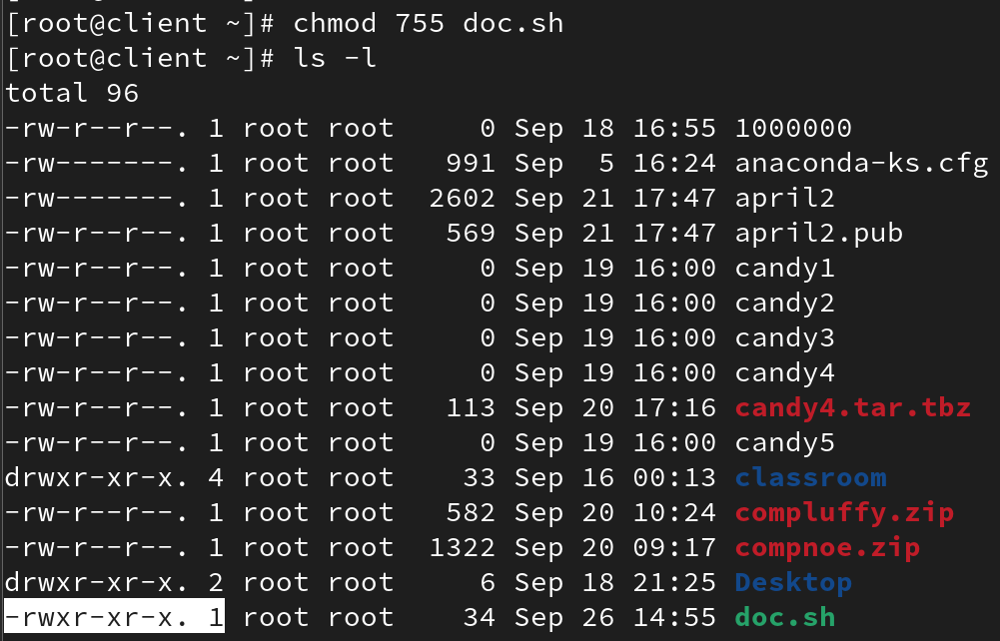 [root@client ~]# chmod 755 doc.sh
[root@client ~]# ls -l
total 96
-rw-r--r--. 1 root root     0 Sep 18 16:55 1000000
-rw-------. 1 root root   991 Sep  5 16:24 anaconda-ks.cfg
-rw-------. 1 root root  2602 Sep 21 17:47 april2
-rw-r--r--. 1 root root   569 Sep 21 17:47 april2.pub
-rw-r--r--. 1 root root     0 Sep 19 16:00 candy1
-rw-r--r--. 1 root root     0 Sep 19 16:00 candy2
-rw-r--r--. 1 root root     0 Sep 19 16:00 candy3
-rw-r--r--. 1 root root     0 Sep 19 16:00 candy4
-rw-r--r--. 1 root root   113 Sep 20 17:16 candy4.tar.tbz
-rw-r--r--. 1 root root     0 Sep 19 16:00 candy5
drwxr-xr-x. 4 root root    33 Sep 16 00:13 classroom
-rw-r--r--. 1 root root   582 Sep 20 10:24 compluffy.zip
-rw-r--r--. 1 root root  1322 Sep 20 09:17 compnoe.zip
drwxr-xr-x. 2 root root     6 Sep 18 21:25 Desktop
-rwxr-xr-x. 1 root root    34 Sep 26 14:55 doc.sh